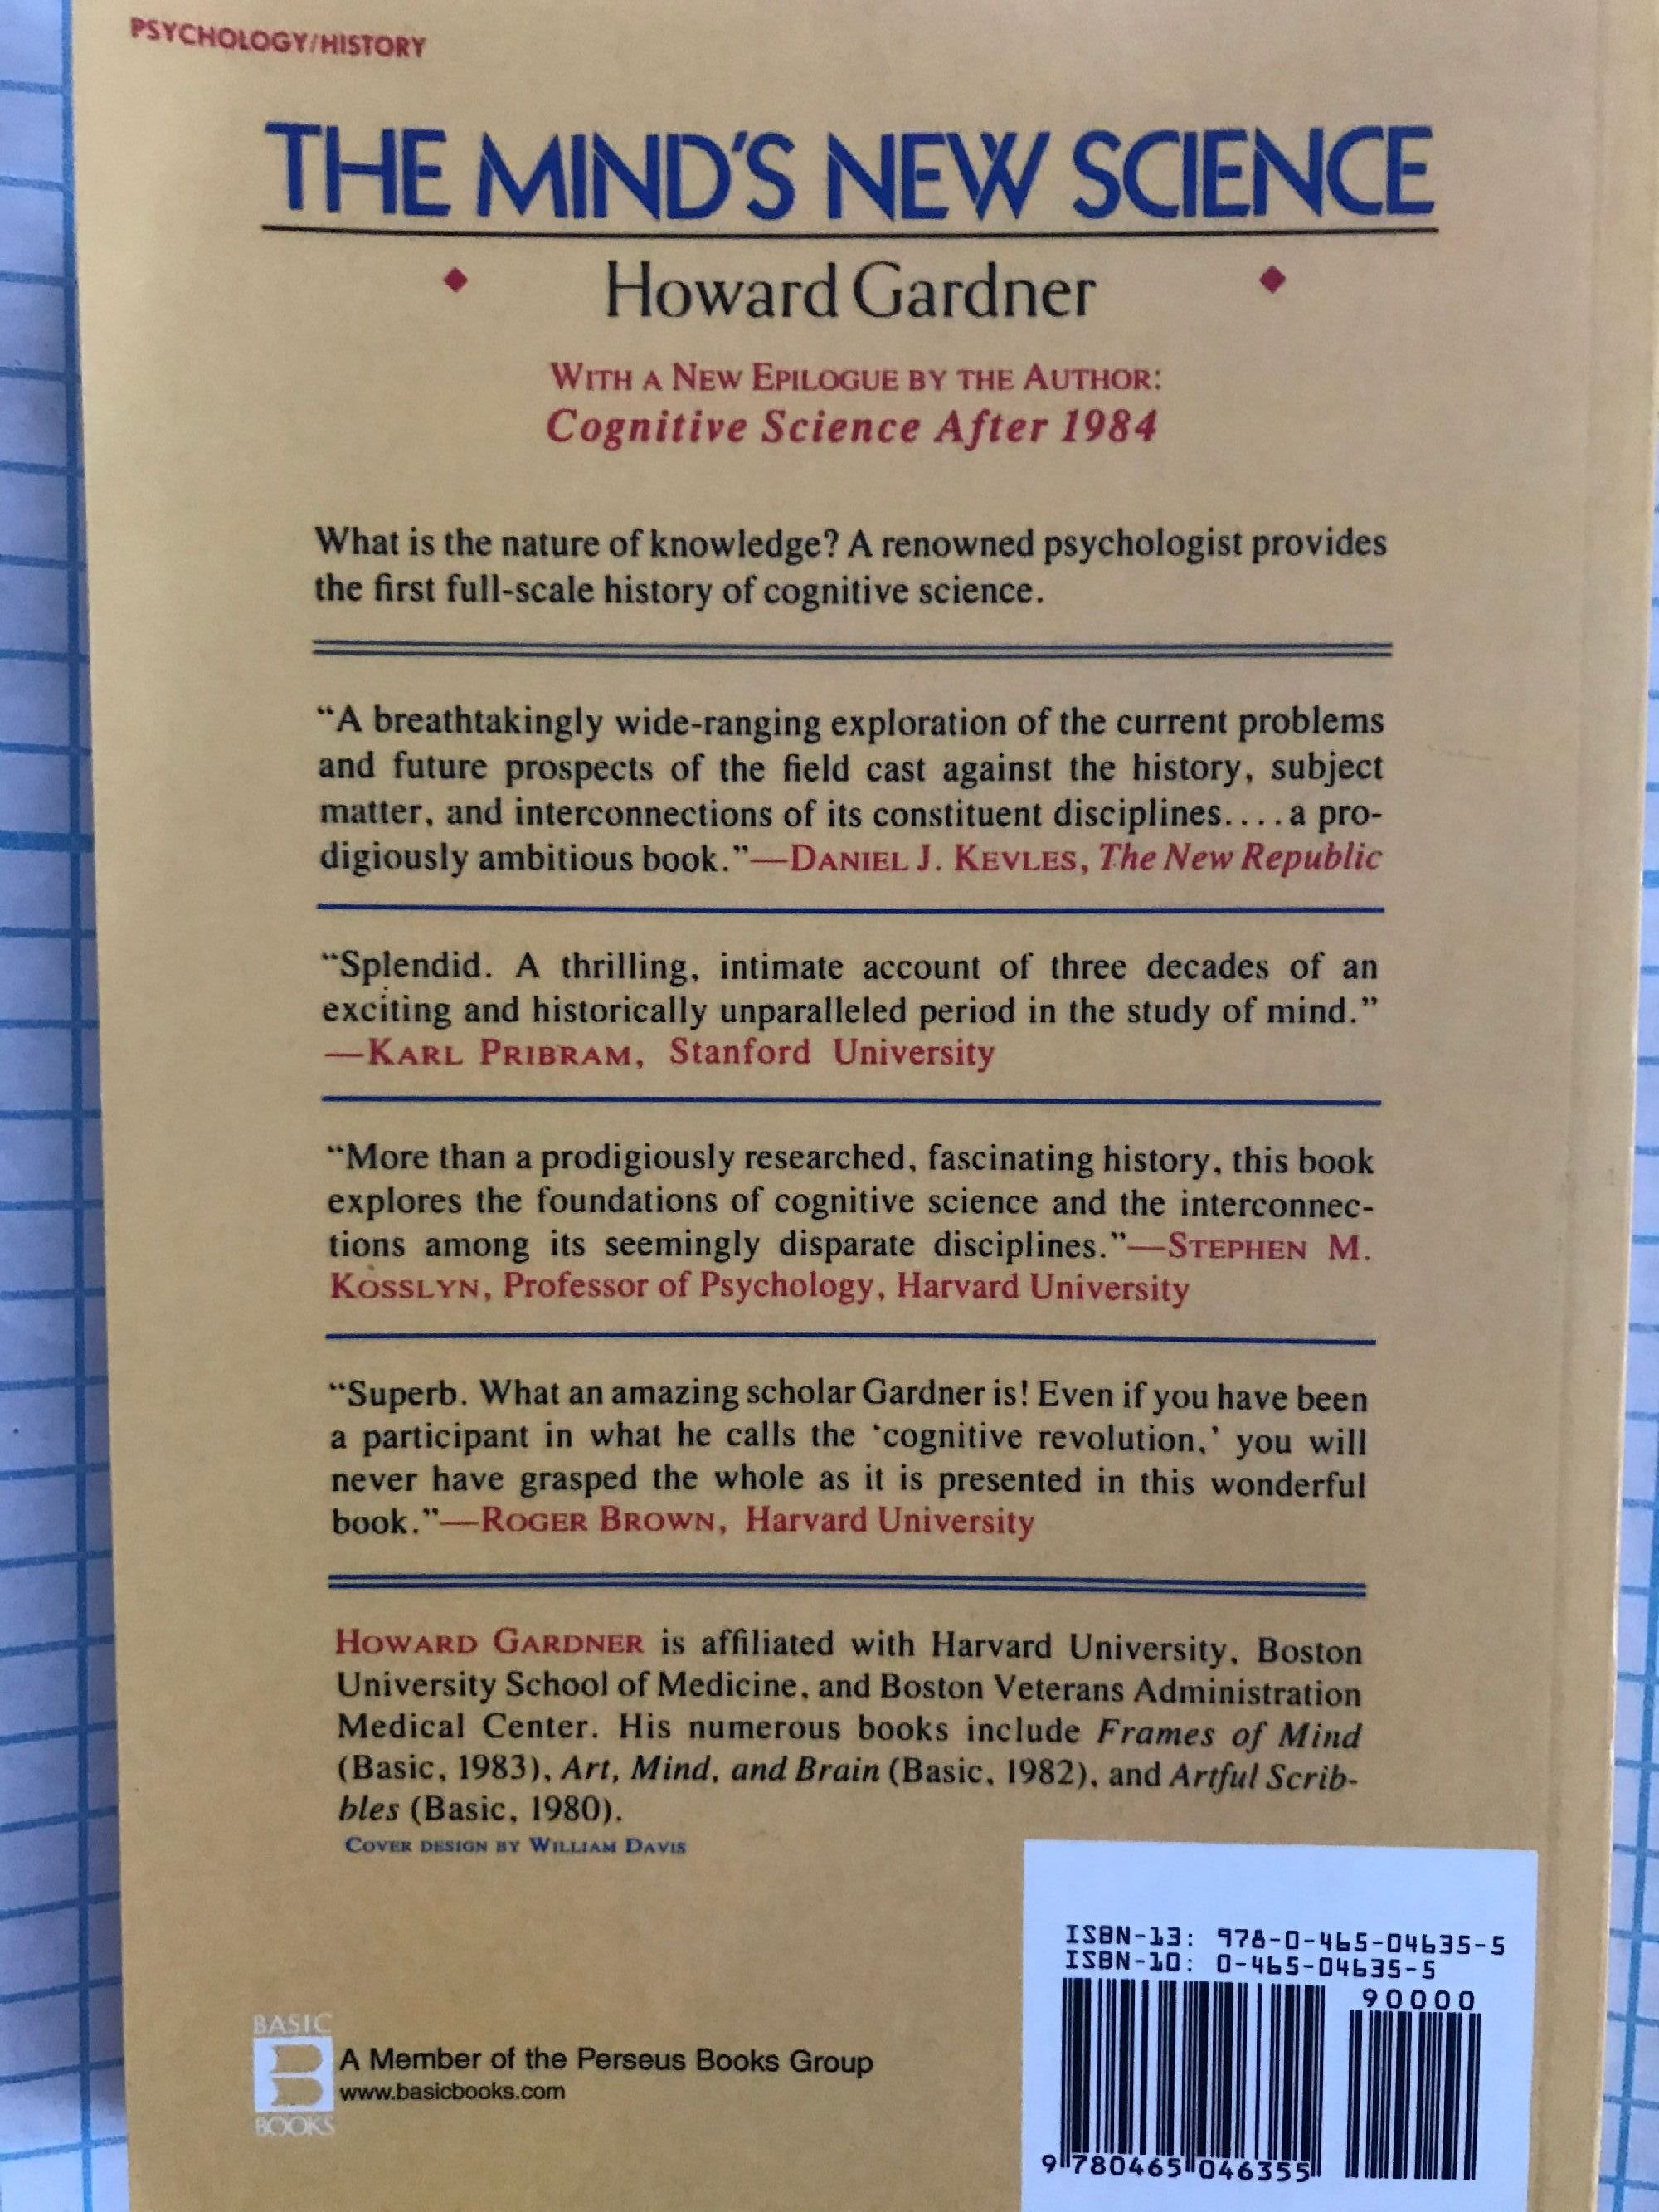 PSYCHOLOGY/HISTORY
THE MIND'S NEW SCIENCE
Howard Gardner
WITH A NEW EPILOGUE BY THE AUTHOR:
Cognitive Science After 1984
What is the nature of knowledge? A renowned psychologist provides
the first full-scale history of cognitive science.
“A breathtakingly wide-ranging exploration of the current problems
and future prospects of the field cast against the history, subject
matter, and interconnections of its constituent disciplines....a pro-
digiously ambitious book.”—DANIEL J. KEVLES, The New Republic
“Splendid. A thrilling, intimate account of three decades of an
exciting and historically unparalleled period in the study of mind.”
—KARL PRIBRAM, Stanford University
“More than a prodigiously researched, fascinating history, this book
explores the foundations of cognitive science and the interconnec-
tions among its seemingly disparate disciplines.”—STEPHEN M.
KOSSLYN, Professor of Psychology, Harvard University
“Superb. What an amazing scholar Gardner is! Even if you have been
a participant in what he calls the ‘cognitive revolution,’ you will
never have grasped the whole as it is presented in this wonderful
book.”—ROGER BROWN, Harvard University
HOWARD GARDNER is affiliated with Harvard University, Boston
University School of Medicine, and Boston Veterans Administration
Medical Center. His numerous books include Frames of Mind
(Basic, 1983), Art, Mind, and Brain (Basic, 1982), and Artful Scrib-
bles (Basic, 1980).
COVER DESIGN BY WILLIAM DAVIS
ISBN-13: 978-0-465-04635-5
ISBN-10: 0-465-04635-5
90000
9 780465 046355
BASIC
B
BOOKS
A Member of the Perseus Books Group
www.basicbooks.com